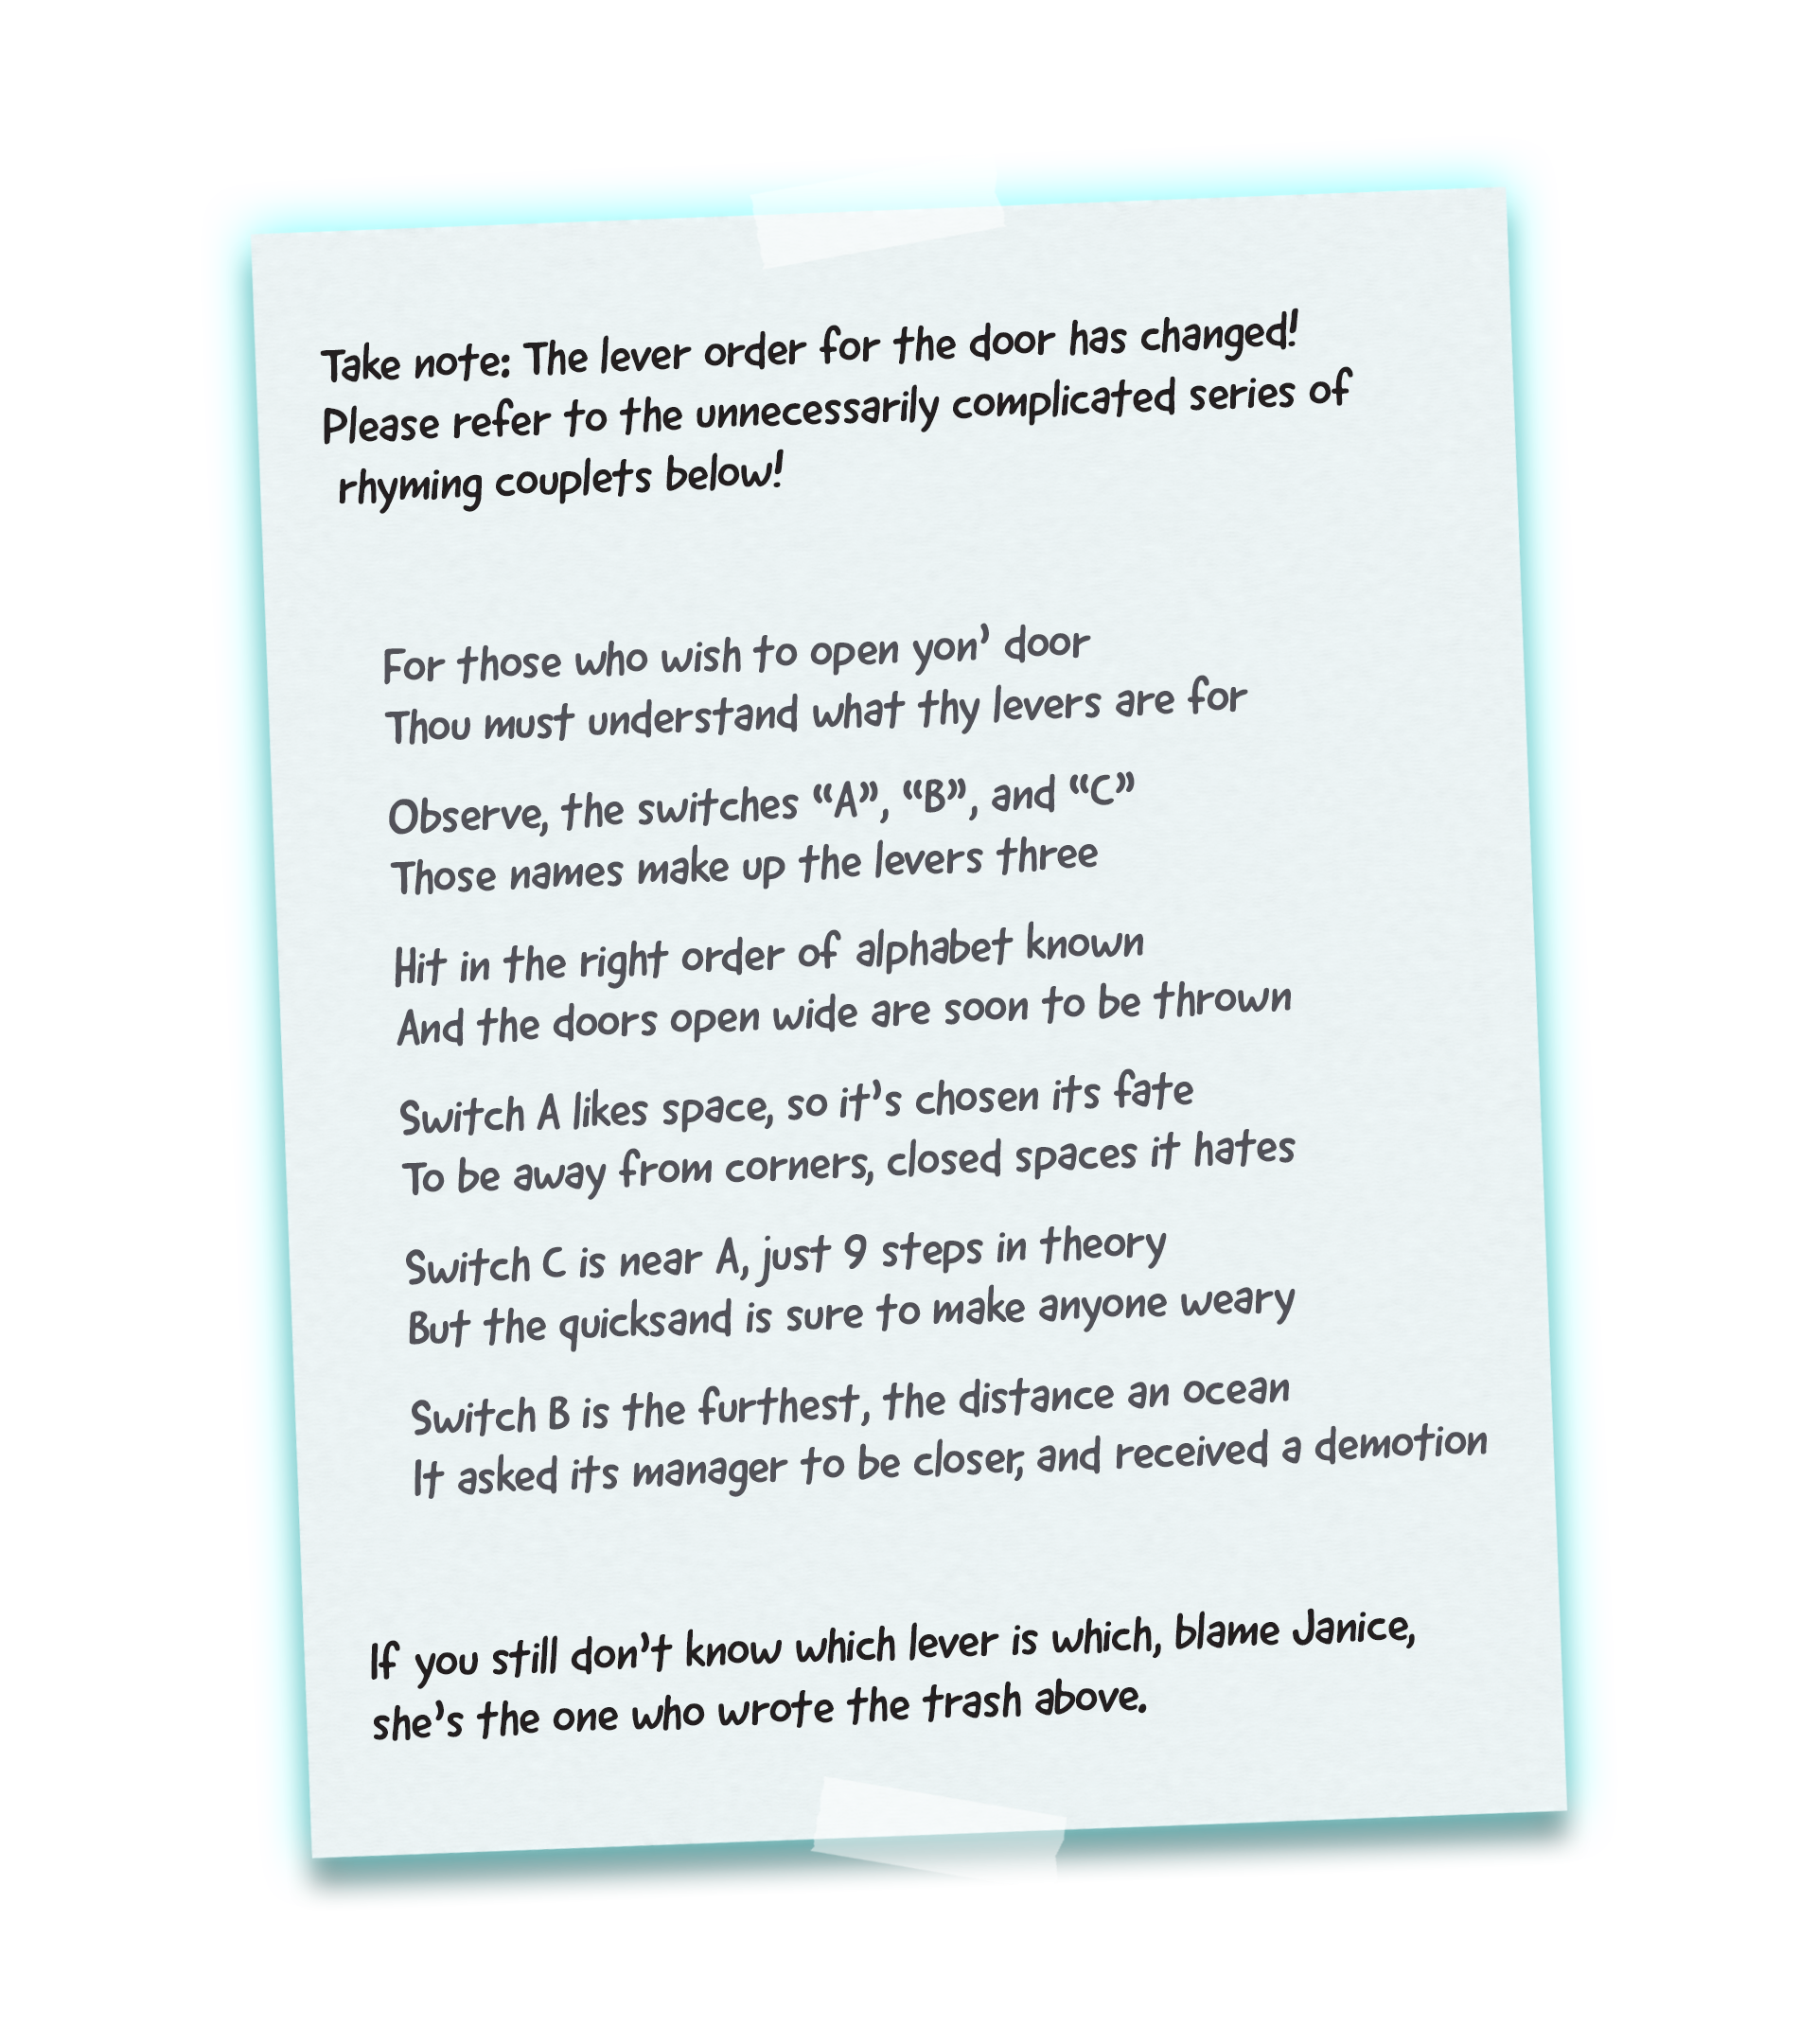 Take note: The lever order for the door has changed!
Please refer to the unnecessarily complicated series of
rhyming couplets below!
For those who wish to open yon’ door
Thou must understand what thy levers are for
Observe, the switches “A”, “B”, and “C”
Those names make up the levers three
Hit in the right order of alphabet known
And the doors open wide are soon to be thrown
Switch A likes space, so it’s chosen its fate
To be away from corners, closed spaces it hates
Switch C is near A, just 9 steps in theory
But the quicksand is sure to make anyone weary
Switch B is the furthest, the distance an ocean
It asked its manager to be closer, and received a demotion
If you still don’t know which lever is which, blame Janice,
she’s the one who wrote the trash above.